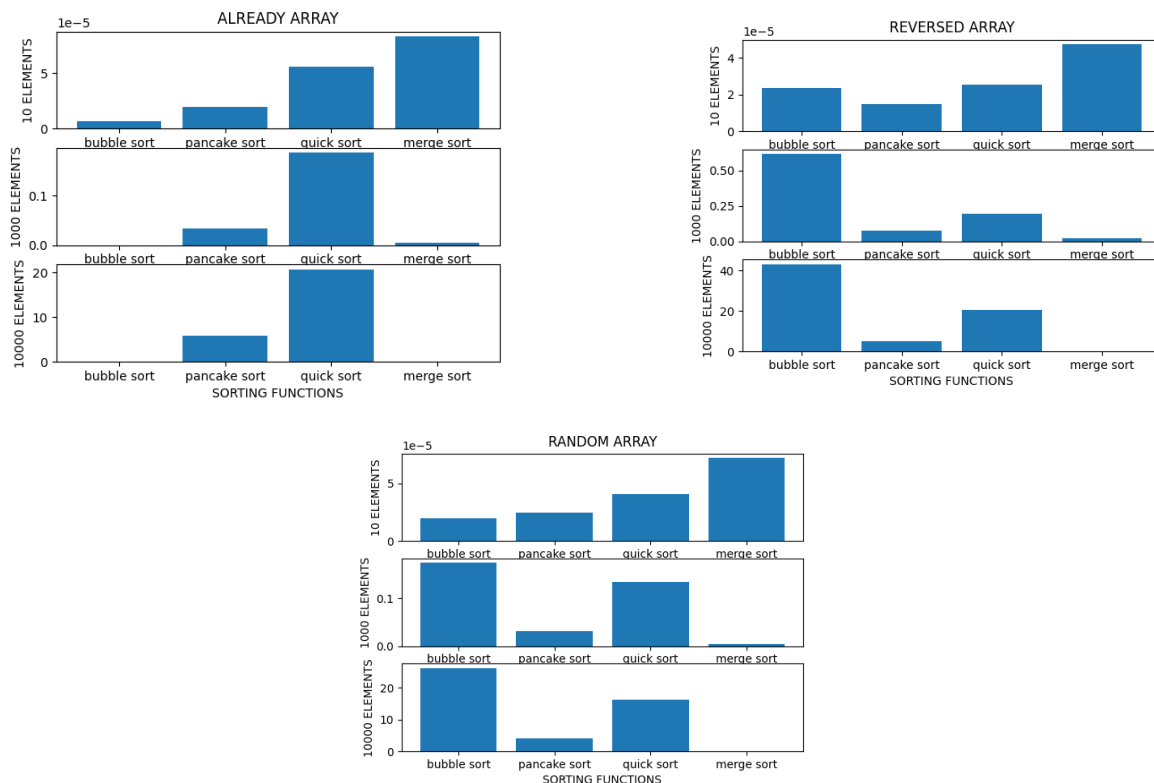 ALREADY ARRAY
1e−5
10 ELEMENTS
5
0
bubble sort pancake sort quick sort merge sort
1000 ELEMENTS
0.1
0.0
bubble sort pancake sort quick sort merge sort
10000 ELEMENTS
20
10
0
bubble sort pancake sort quick sort merge sort
SORTING FUNCTIONS
REVERSED ARRAY
1e−5
10 ELEMENTS
4
2
0
bubble sort pancake sort quick sort merge sort
1000 ELEMENTS
0.50
0.25
0.00
bubble sort pancake sort quick sort merge sort
10000 ELEMENTS
40
20
0
bubble sort pancake sort quick sort merge sort
SORTING FUNCTIONS
RANDOM ARRAY
1e−5
10 ELEMENTS
5
0
bubble sort pancake sort quick sort merge sort
1000 ELEMENTS
0.1
0.0
bubble sort pancake sort quick sort merge sort
10000 ELEMENTS
20
10
0
bubble sort pancake sort quick sort merge sort
SORTING FUNCTIONS